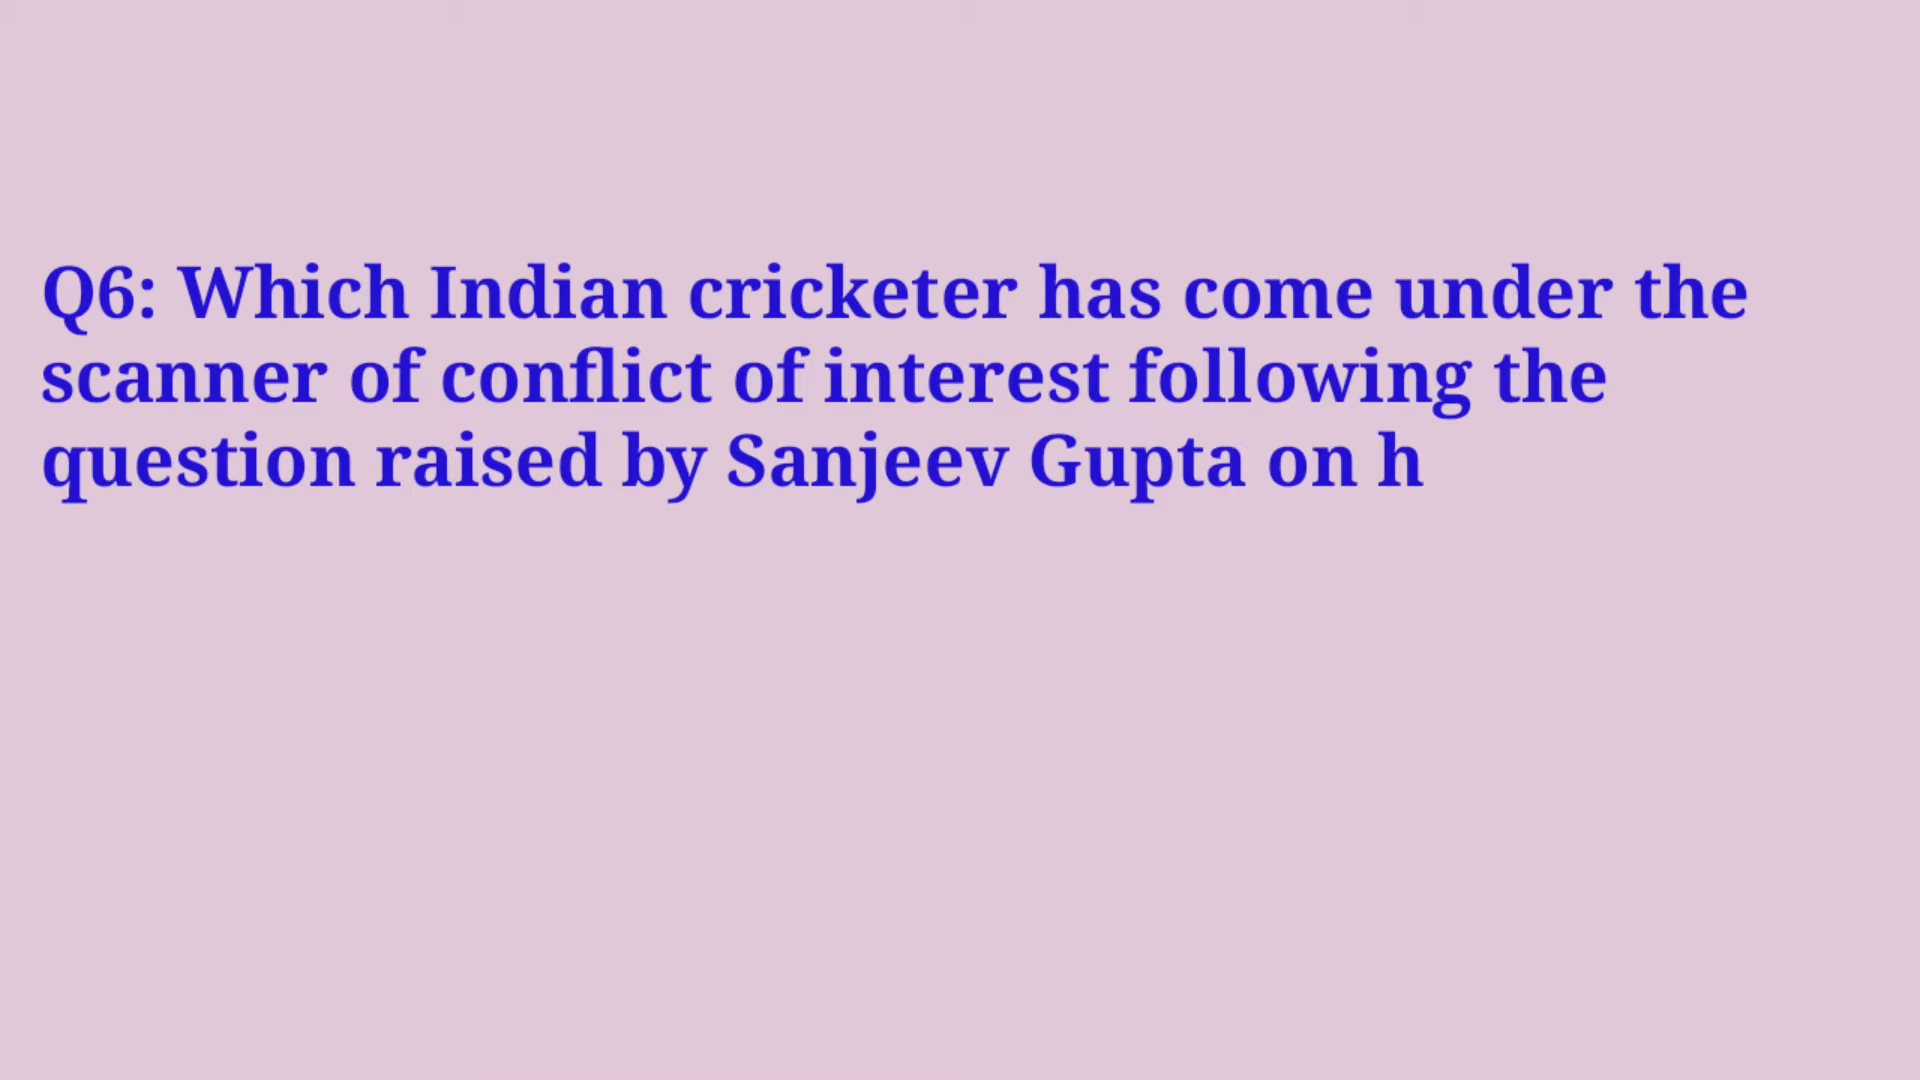 Q6: Which Indian cricketer has come under the
scanner of conflict of interest following the
question raised by Sanjeev Gupta on h